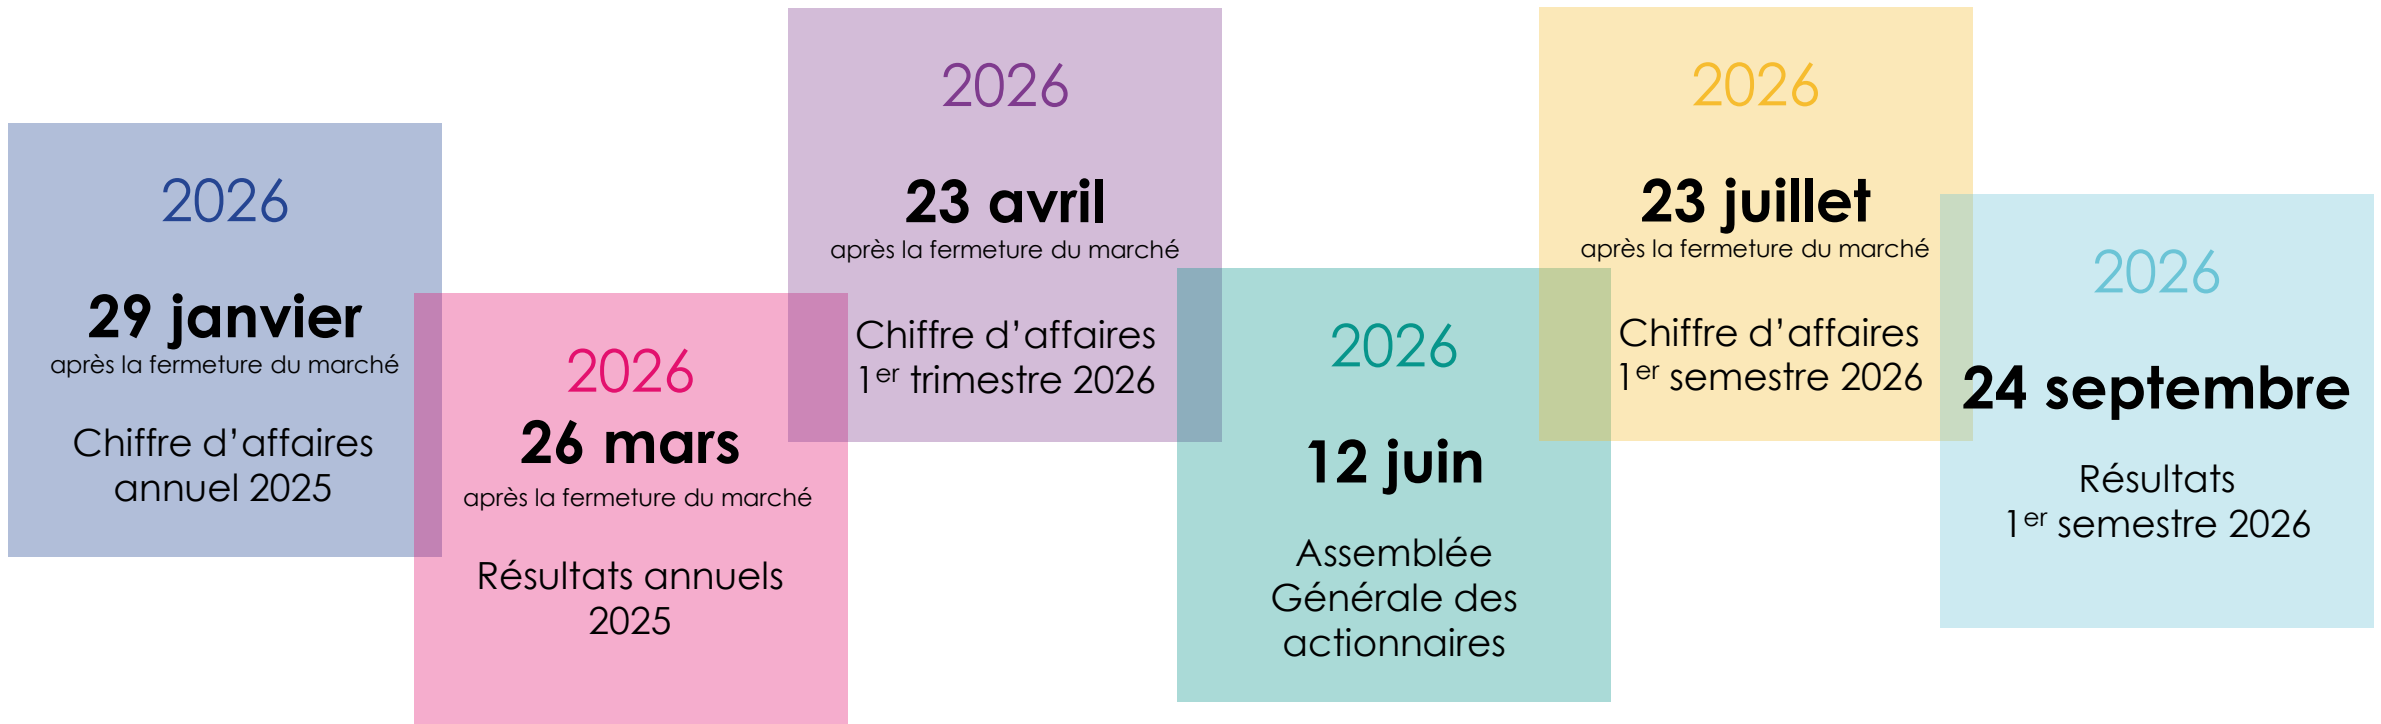 2026
29 janvier
après la fermeture du marché
Chiffre d’affaires
annuel 2025
2026
26 mars
après la fermeture du marché
Résultats annuels
2025
2026
23 avril
après la fermeture du marché
Chiffre d’affaires
1er trimestre 2026
2026
12 juin
Assemblée
Générale des
actionnaires
2026
23 juillet
après la fermeture du marché
Chiffre d’affaires
1er semestre 2026
2026
24 septembre
Résultats
1er semestre 2026